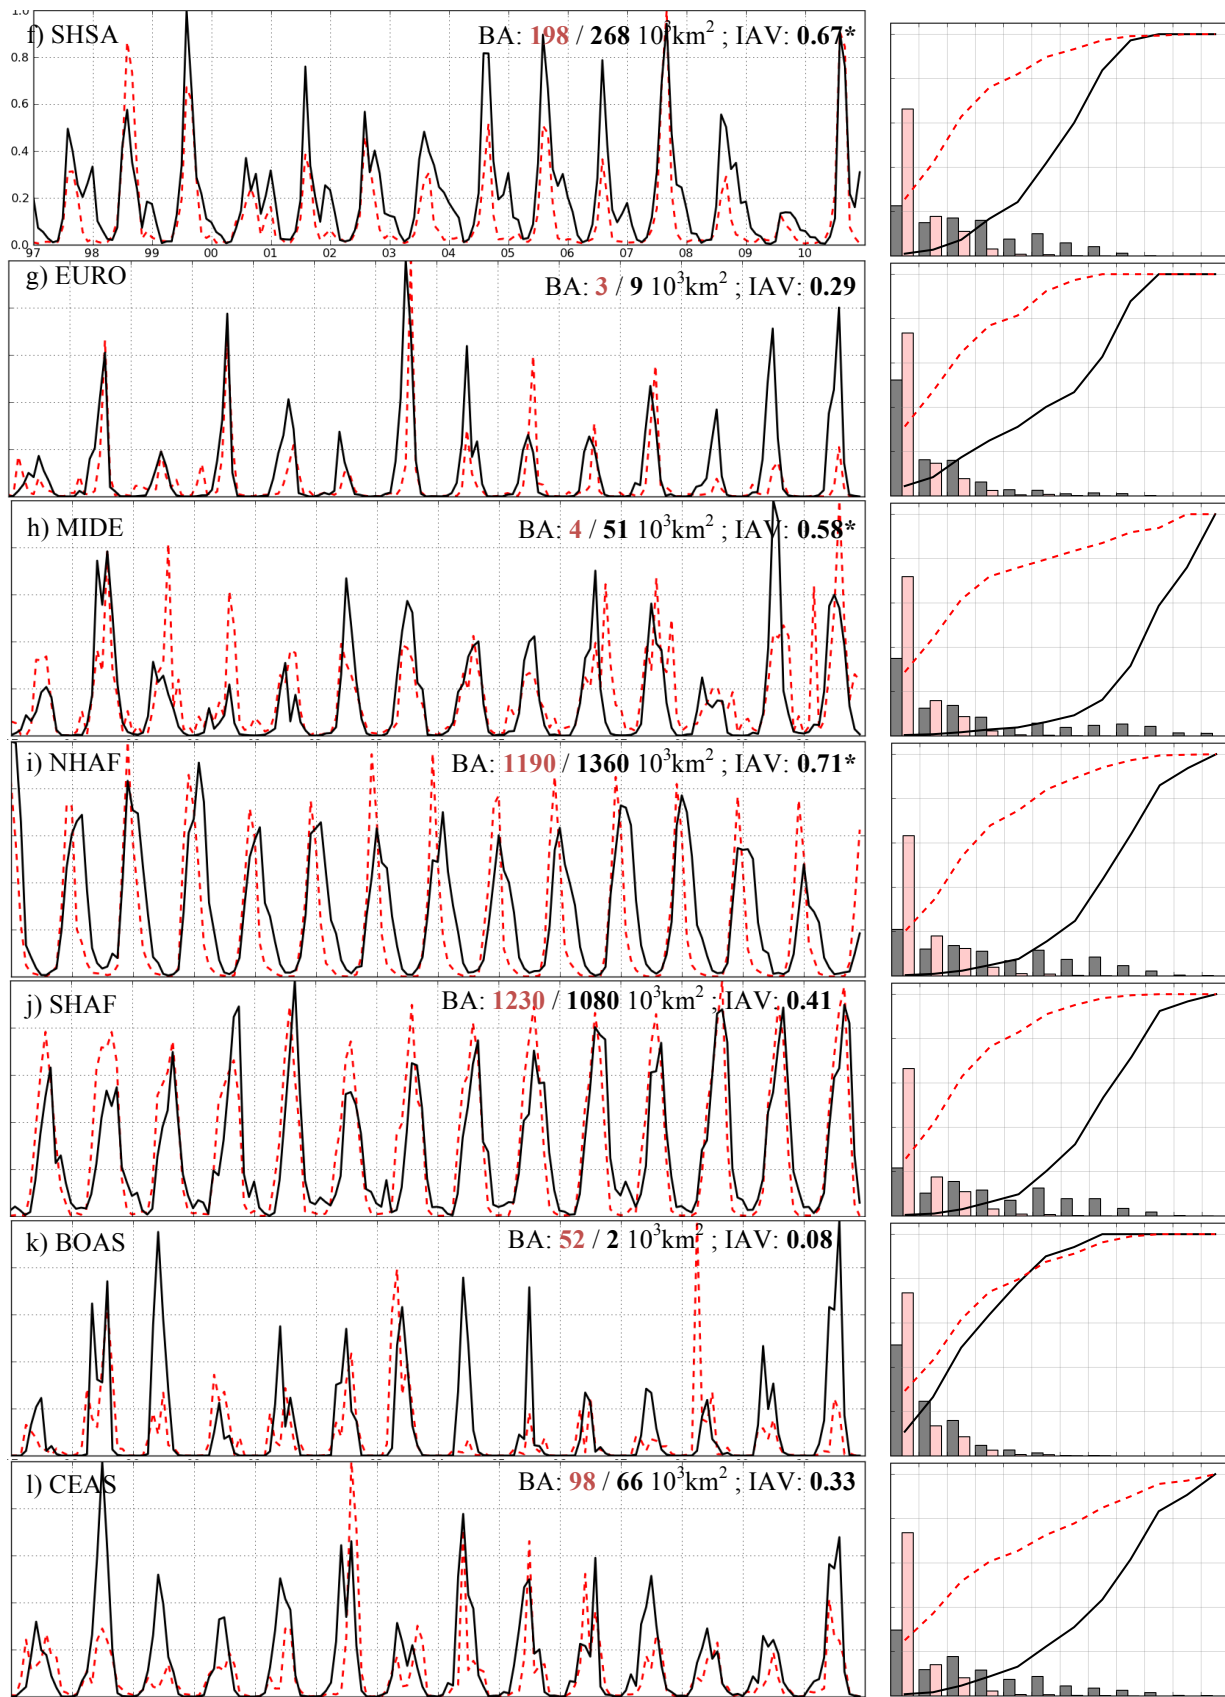 1.0
f) SHSA
BA: 198 / 268 10³km² ; IAV: 0.67*
0.8
0.6
0.4
0.2
0.0
97 98 99 00 01 02 03 04 05 06 07 08 09 10
g) EURO
BA: 3 / 9 10³km² ; IAV: 0.29
h) MIDE
BA: 4 / 51 10³km² ; IAV: 0.58*
i) NHAF
BA: 1190 / 1360 10³km² ; IAV: 0.71*
j) SHAF
BA: 1230 / 1080 10³km² ; IAV: 0.41
k) BOAS
BA: 52 / 2 10³km² ; IAV: 0.08
l) CEAS
BA: 98 / 66 10³km² ; IAV: 0.33